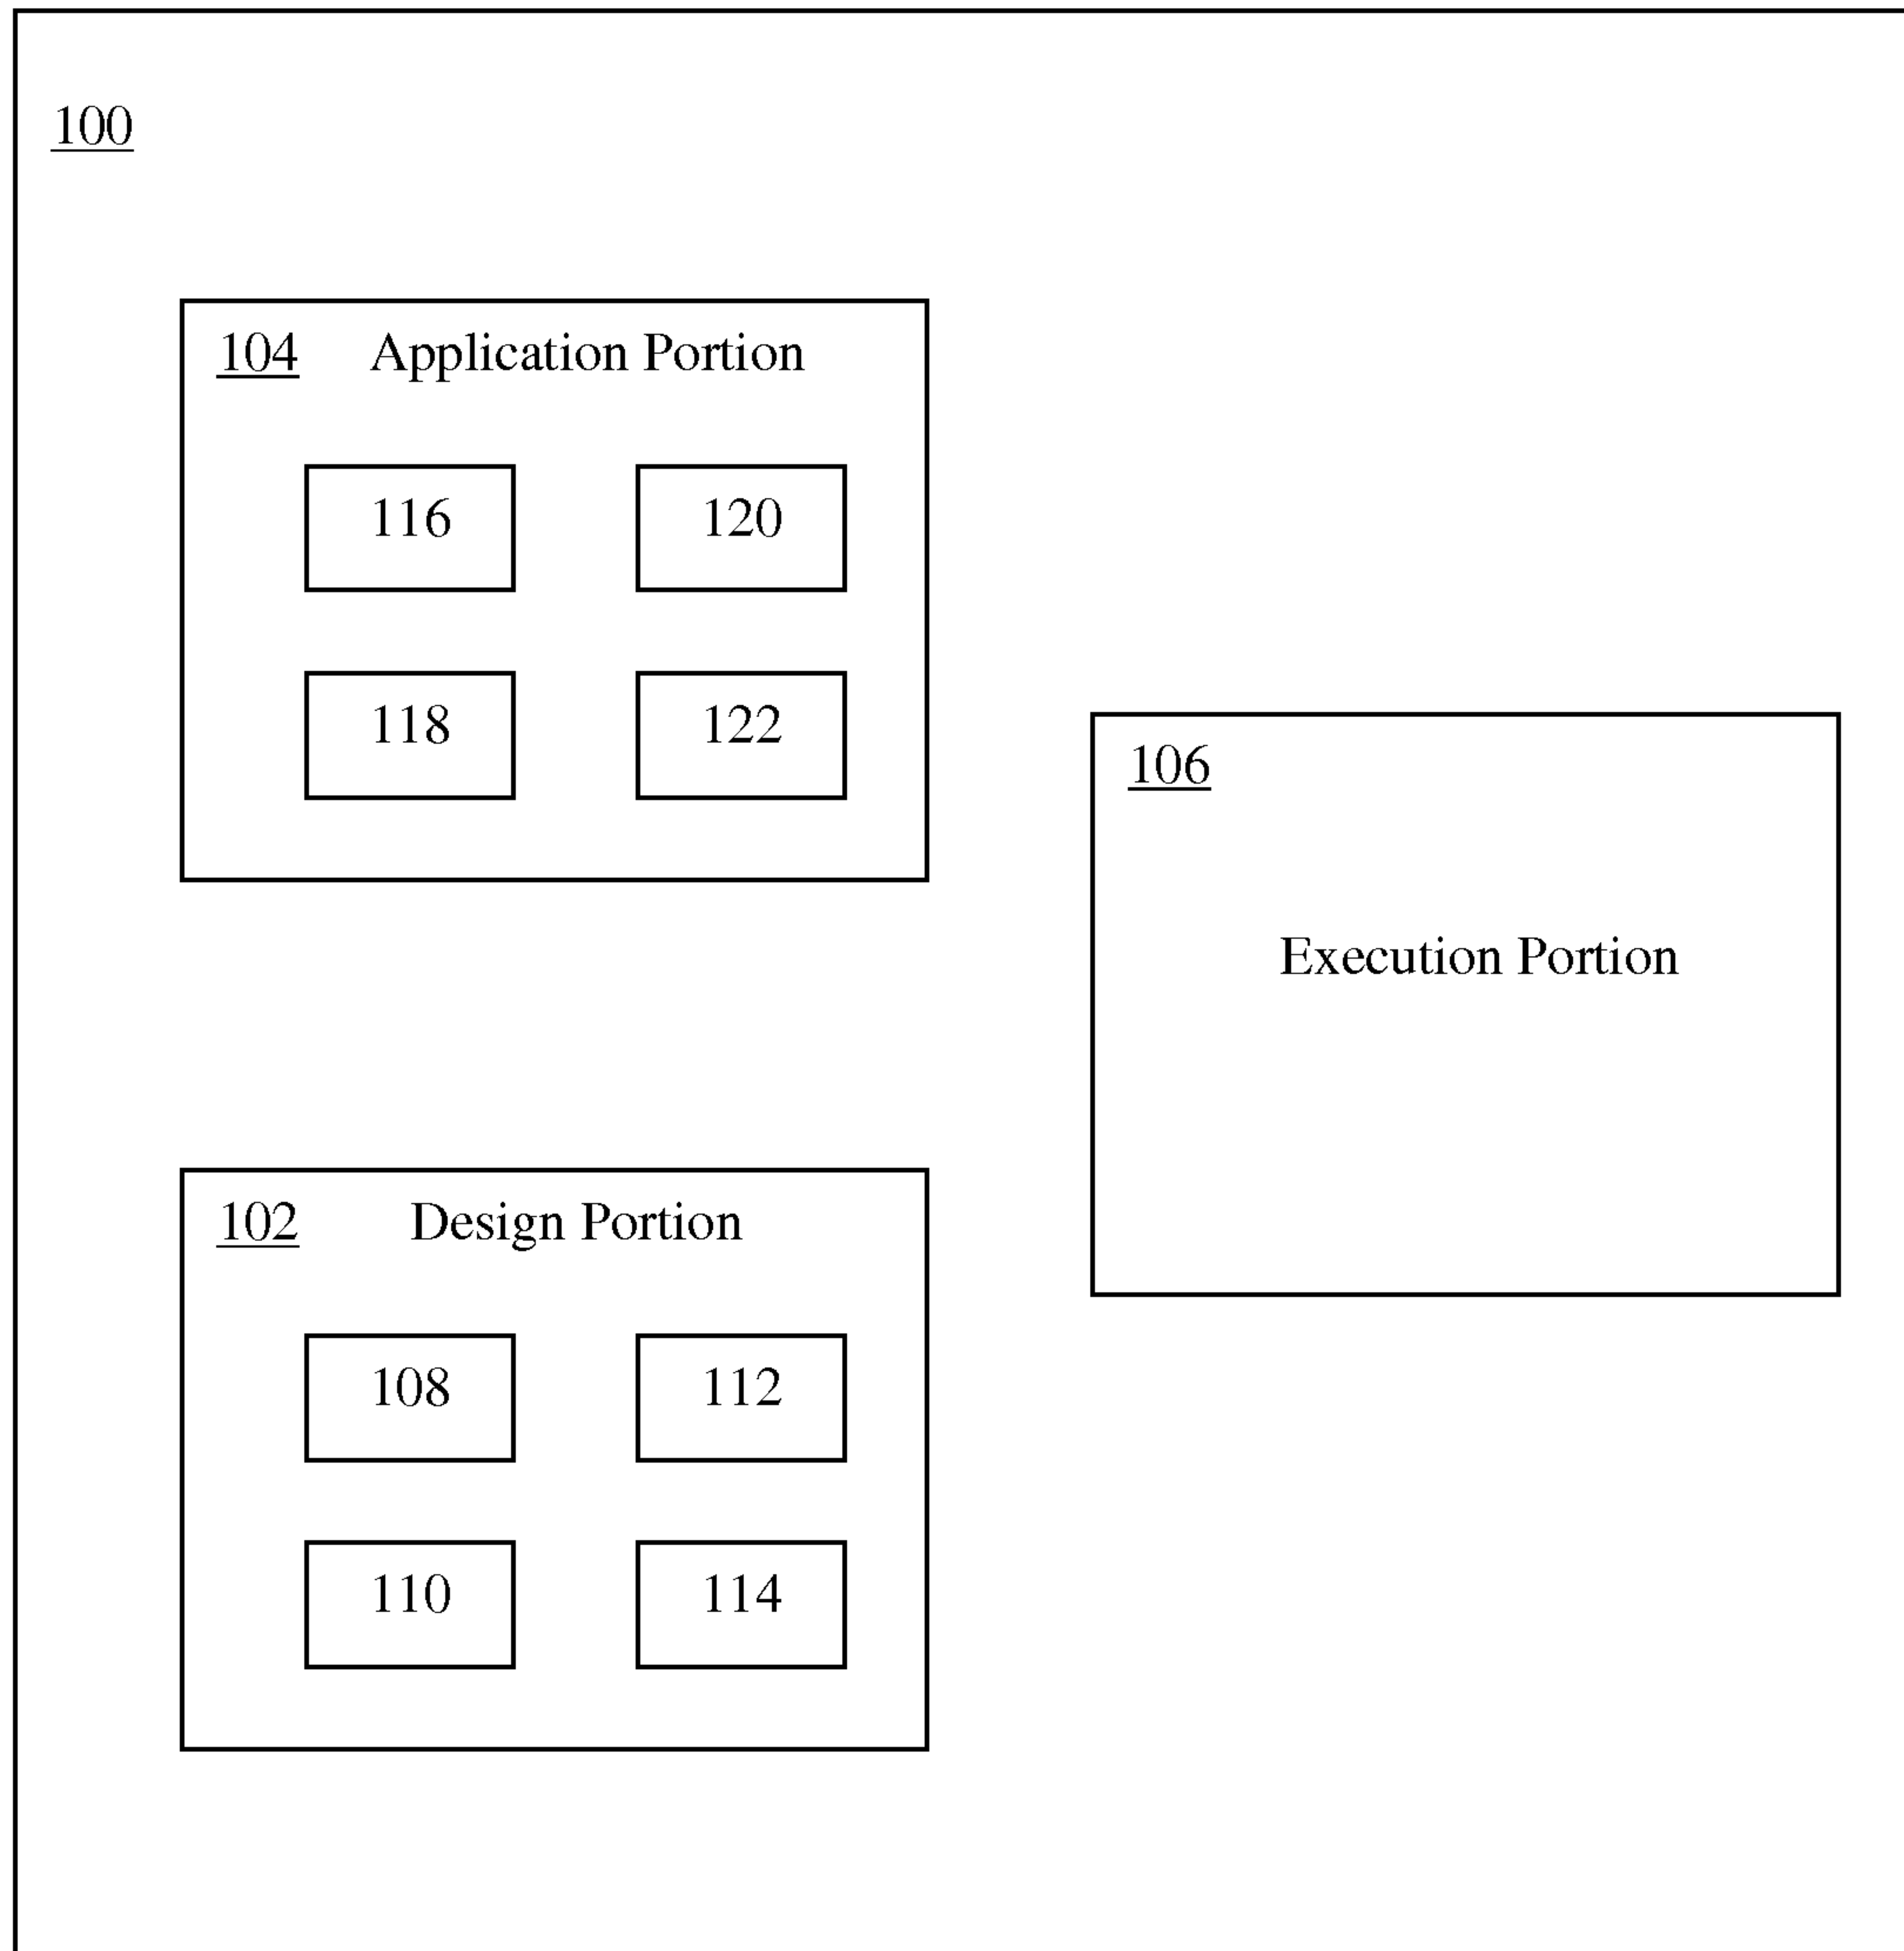 100
104 Application Portion
116 120
118 122
106
Execution Portion
102 Design Portion
108 112
110 114